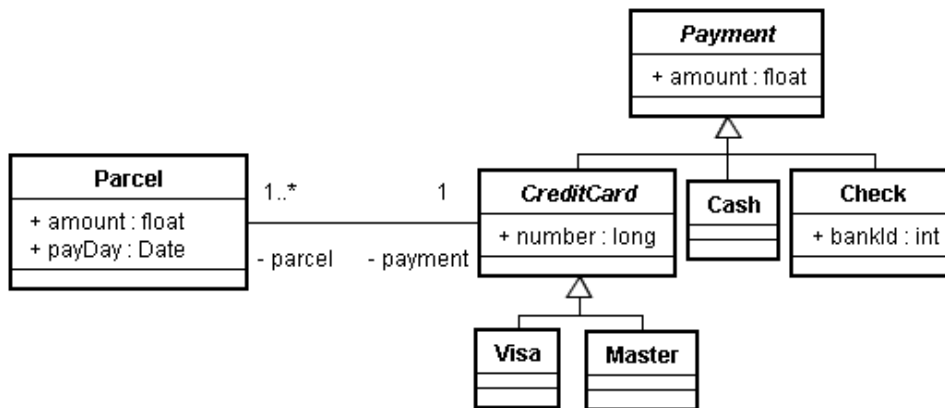 Payment
+ amount : float
Parcel
+ amount : float
+ payDay : Date
1..*
1
- parcel
- payment
CreditCard
+ number : long
Cash
Check
+ bankId : int
Visa
Master